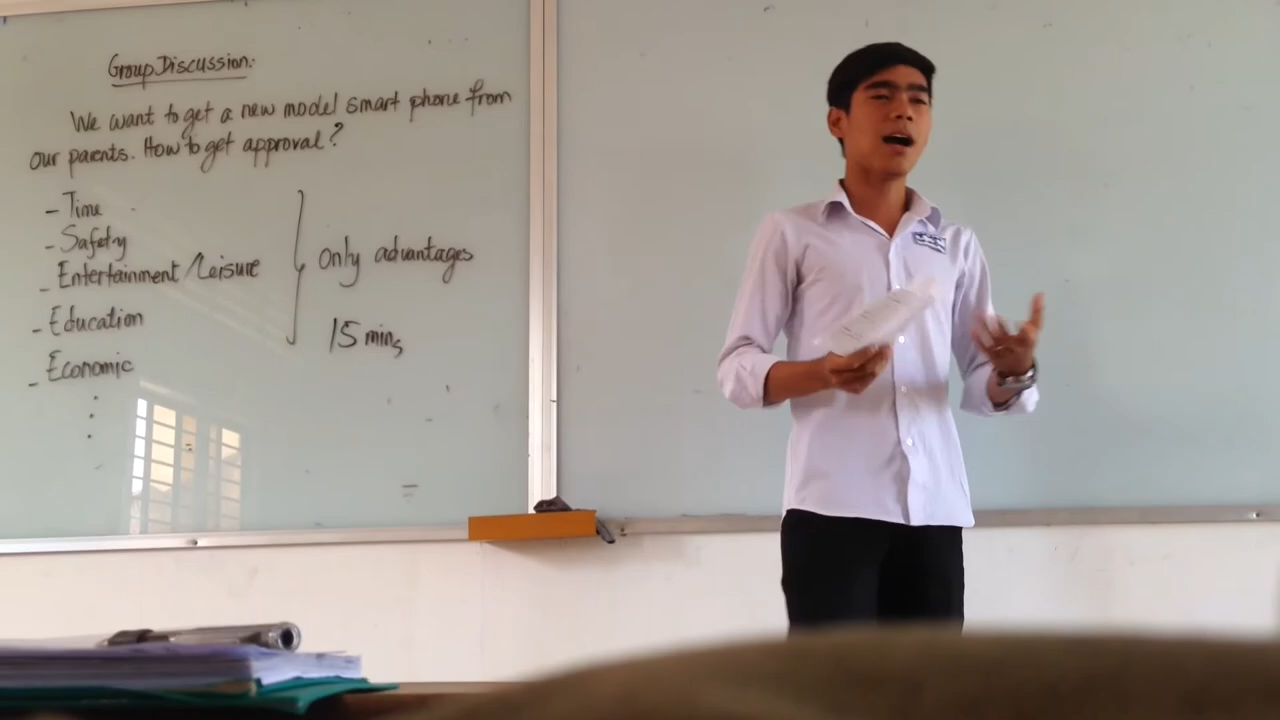 Group Discussion:
We want to get a new model smart phone from
our parents. How to get approval?
- Time
- Safety
- Entertainment/Leisure
- Education
- Economic
only advantages
15 mins